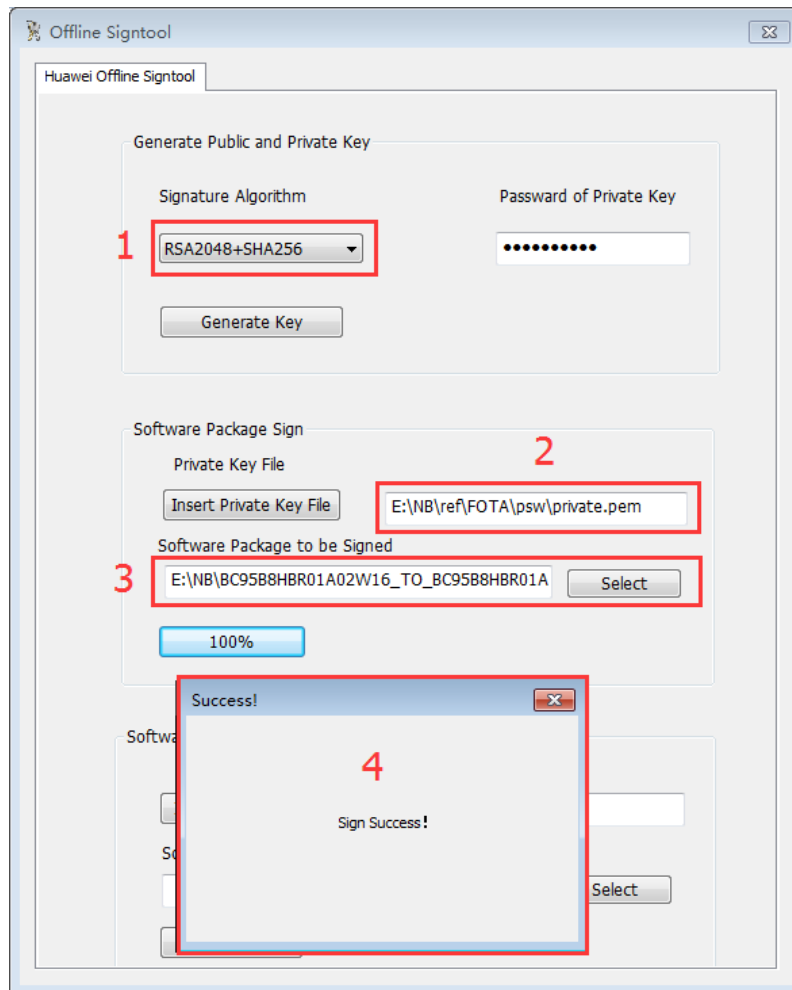 Offline Signtool
Huawei Offline Signtool
Generate Public and Private Key
Signature Algorithm
Passward of Private Key
1
RSA2048+SHA256
••••••••••
Generate Key
Software Package Sign
2
Private Key File
Insert Private Key File
E:\NB\ref\FOTA\psw\private.pem
Software Package to be Signed
3
E:\NB\BC95B8HBR01A02W16_TO_BC95B8HBR01A
Select
100%
Success!
4
Sign Success!
Select